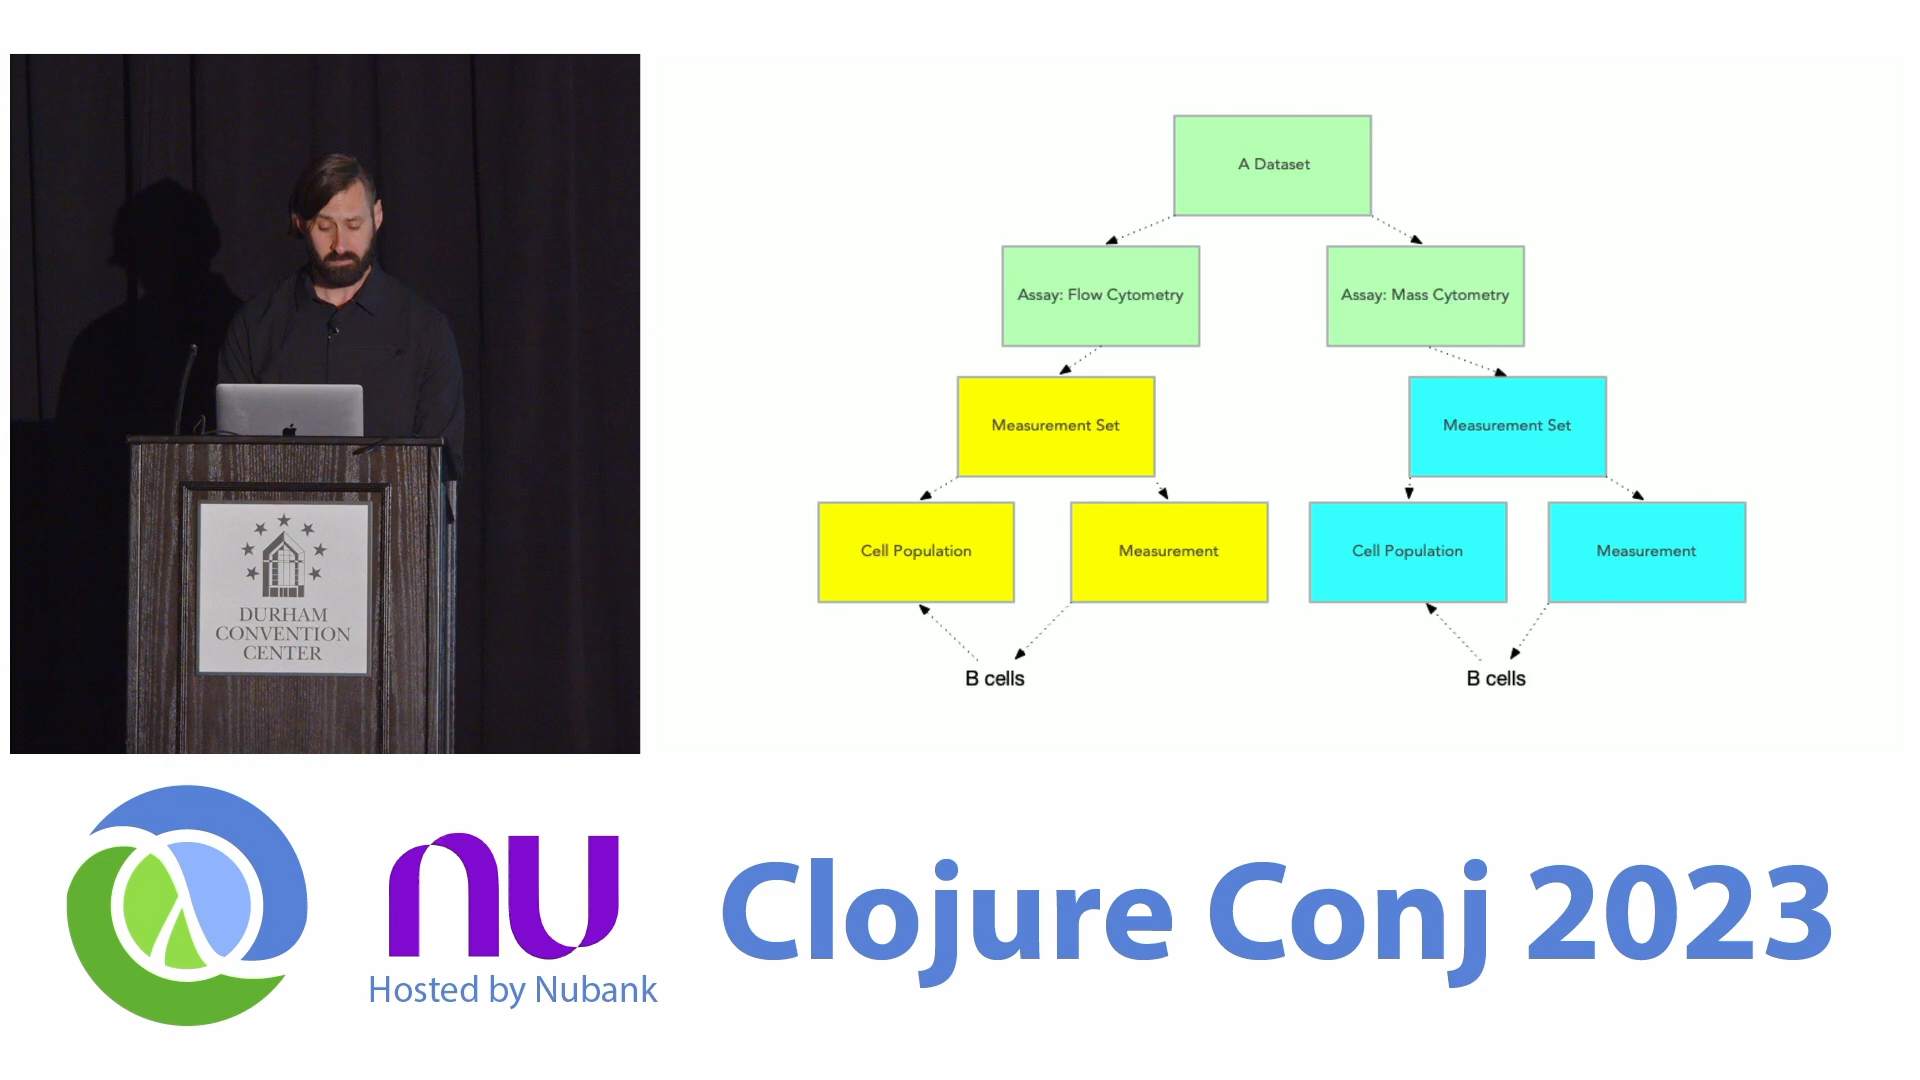 A Dataset
Assay: Flow Cytometry
Assay: Mass Cytometry
Measurement Set
Measurement Set
Cell Population
Measurement
Cell Population
Measurement
B cells
B cells
DURHAM
CONVENTION
CENTER
nu
Hosted by Nubank
Clojure Conj 2023